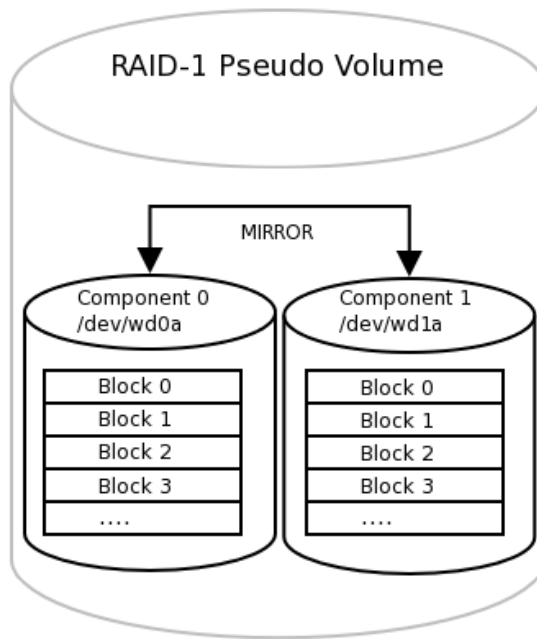 RAID-1 Pseudo Volume
MIRROR
Component 0
/dev/wd0a
Block 0
Block 1
Block 2
Block 3
....
Component 1
/dev/wd1a
Block 0
Block 1
Block 2
Block 3
....